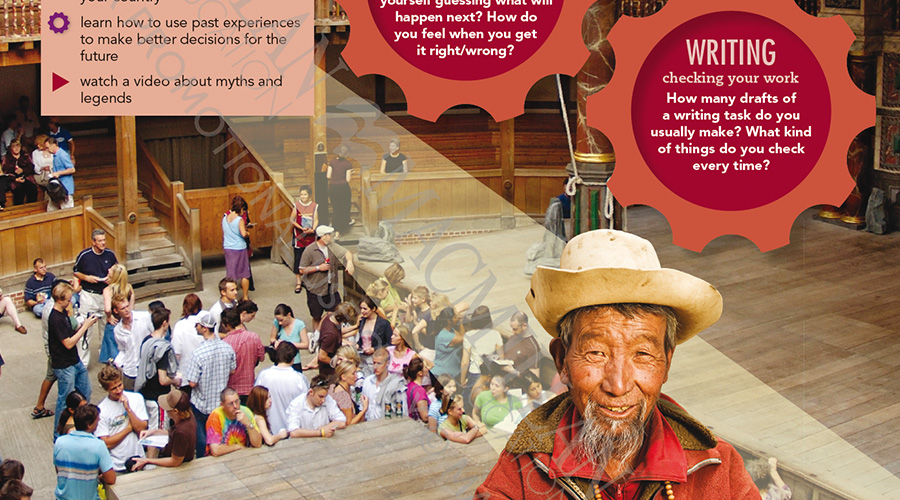 your country
learn how to use past experiences
to make better decisions for the
future
watch a video about myths and
legends
yourself guessing what will
happen next? How do
you feel when you get
it right/wrong?
WRITING
checking your work
How many drafts of
a writing task do you
usually make? What kind
of things do you check
every time?